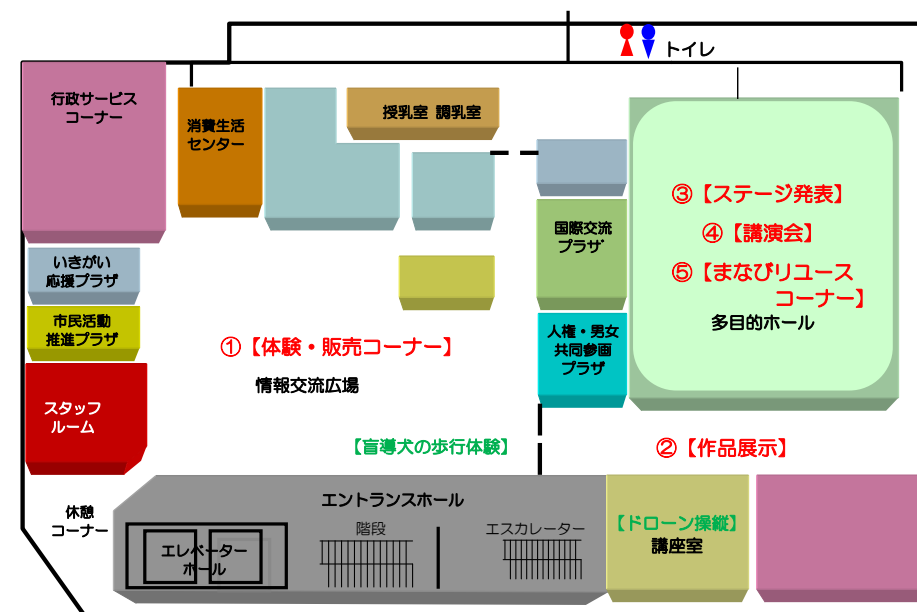 トイレ
行政サービス
コーナー
消費生活
センター
授乳室 調乳室
③【ステージ発表】
④【講演会】
⑤【まなびリユース
コーナー】
多目的ホール
国際交流
プラザ
いきがい
応援プラザ
市民活動
推進プラザ
人権・男女
共同参画
プラザ
①【体験・販売コーナー】
情報交流広場
スタッフ
ルーム
【盲導犬の歩行体験】
②【作品展示】
休憩
コーナー
エントランスホール
階段
エスカレーター
エレベーター
ホール
【ドローン操縦】
講座室